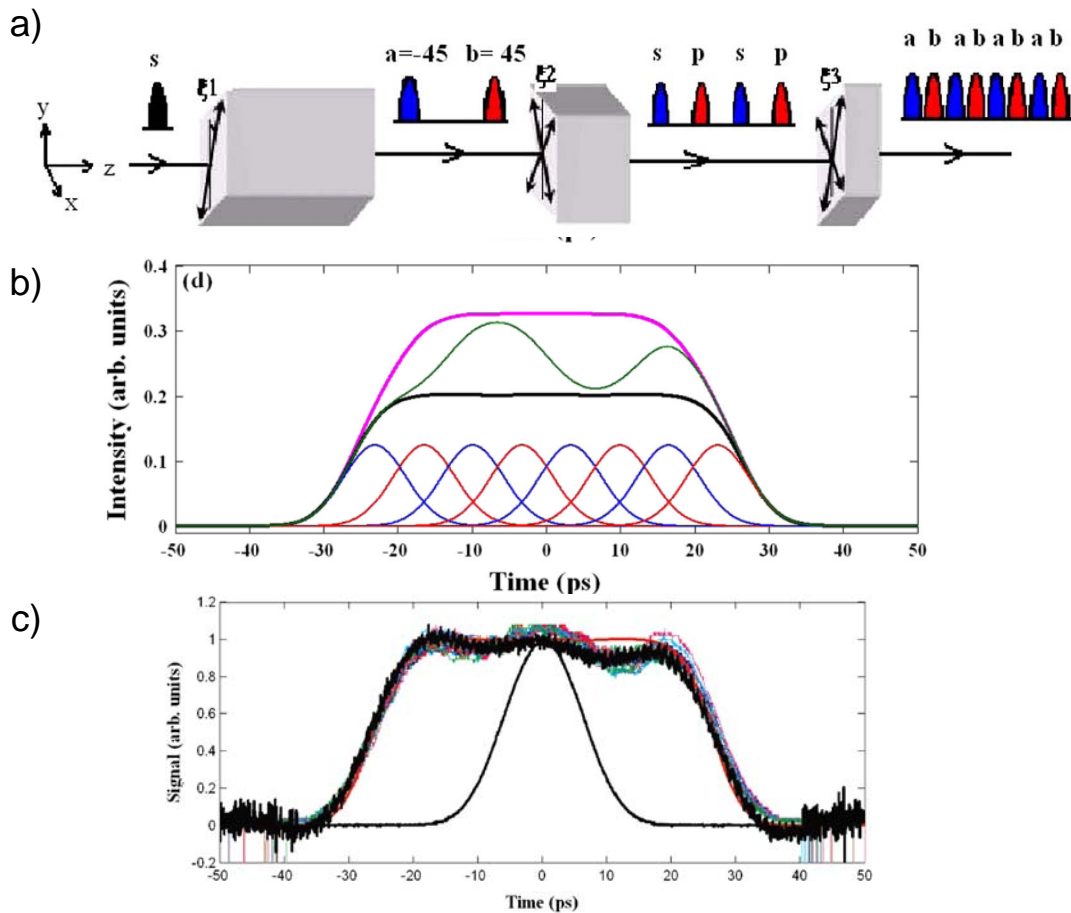 a)
s
ξ1
a=-45 b= 45
ξ2
s p s p
ξ3
a b a b a b a b
y
z
x
b)
(d)
Intensity (arb. units)
0.4
0.3
0.2
0.1
0
-50 -40 -30 -20 -10 0 10 20 30 40 50
Time (ps)
c)
Signal (arb. units)
1.2
1
0.8
0.6
0.4
0.2
0
-0.2
-50 -40 -30 -20 -10 0 10 20 30 40 50
Time (ps)